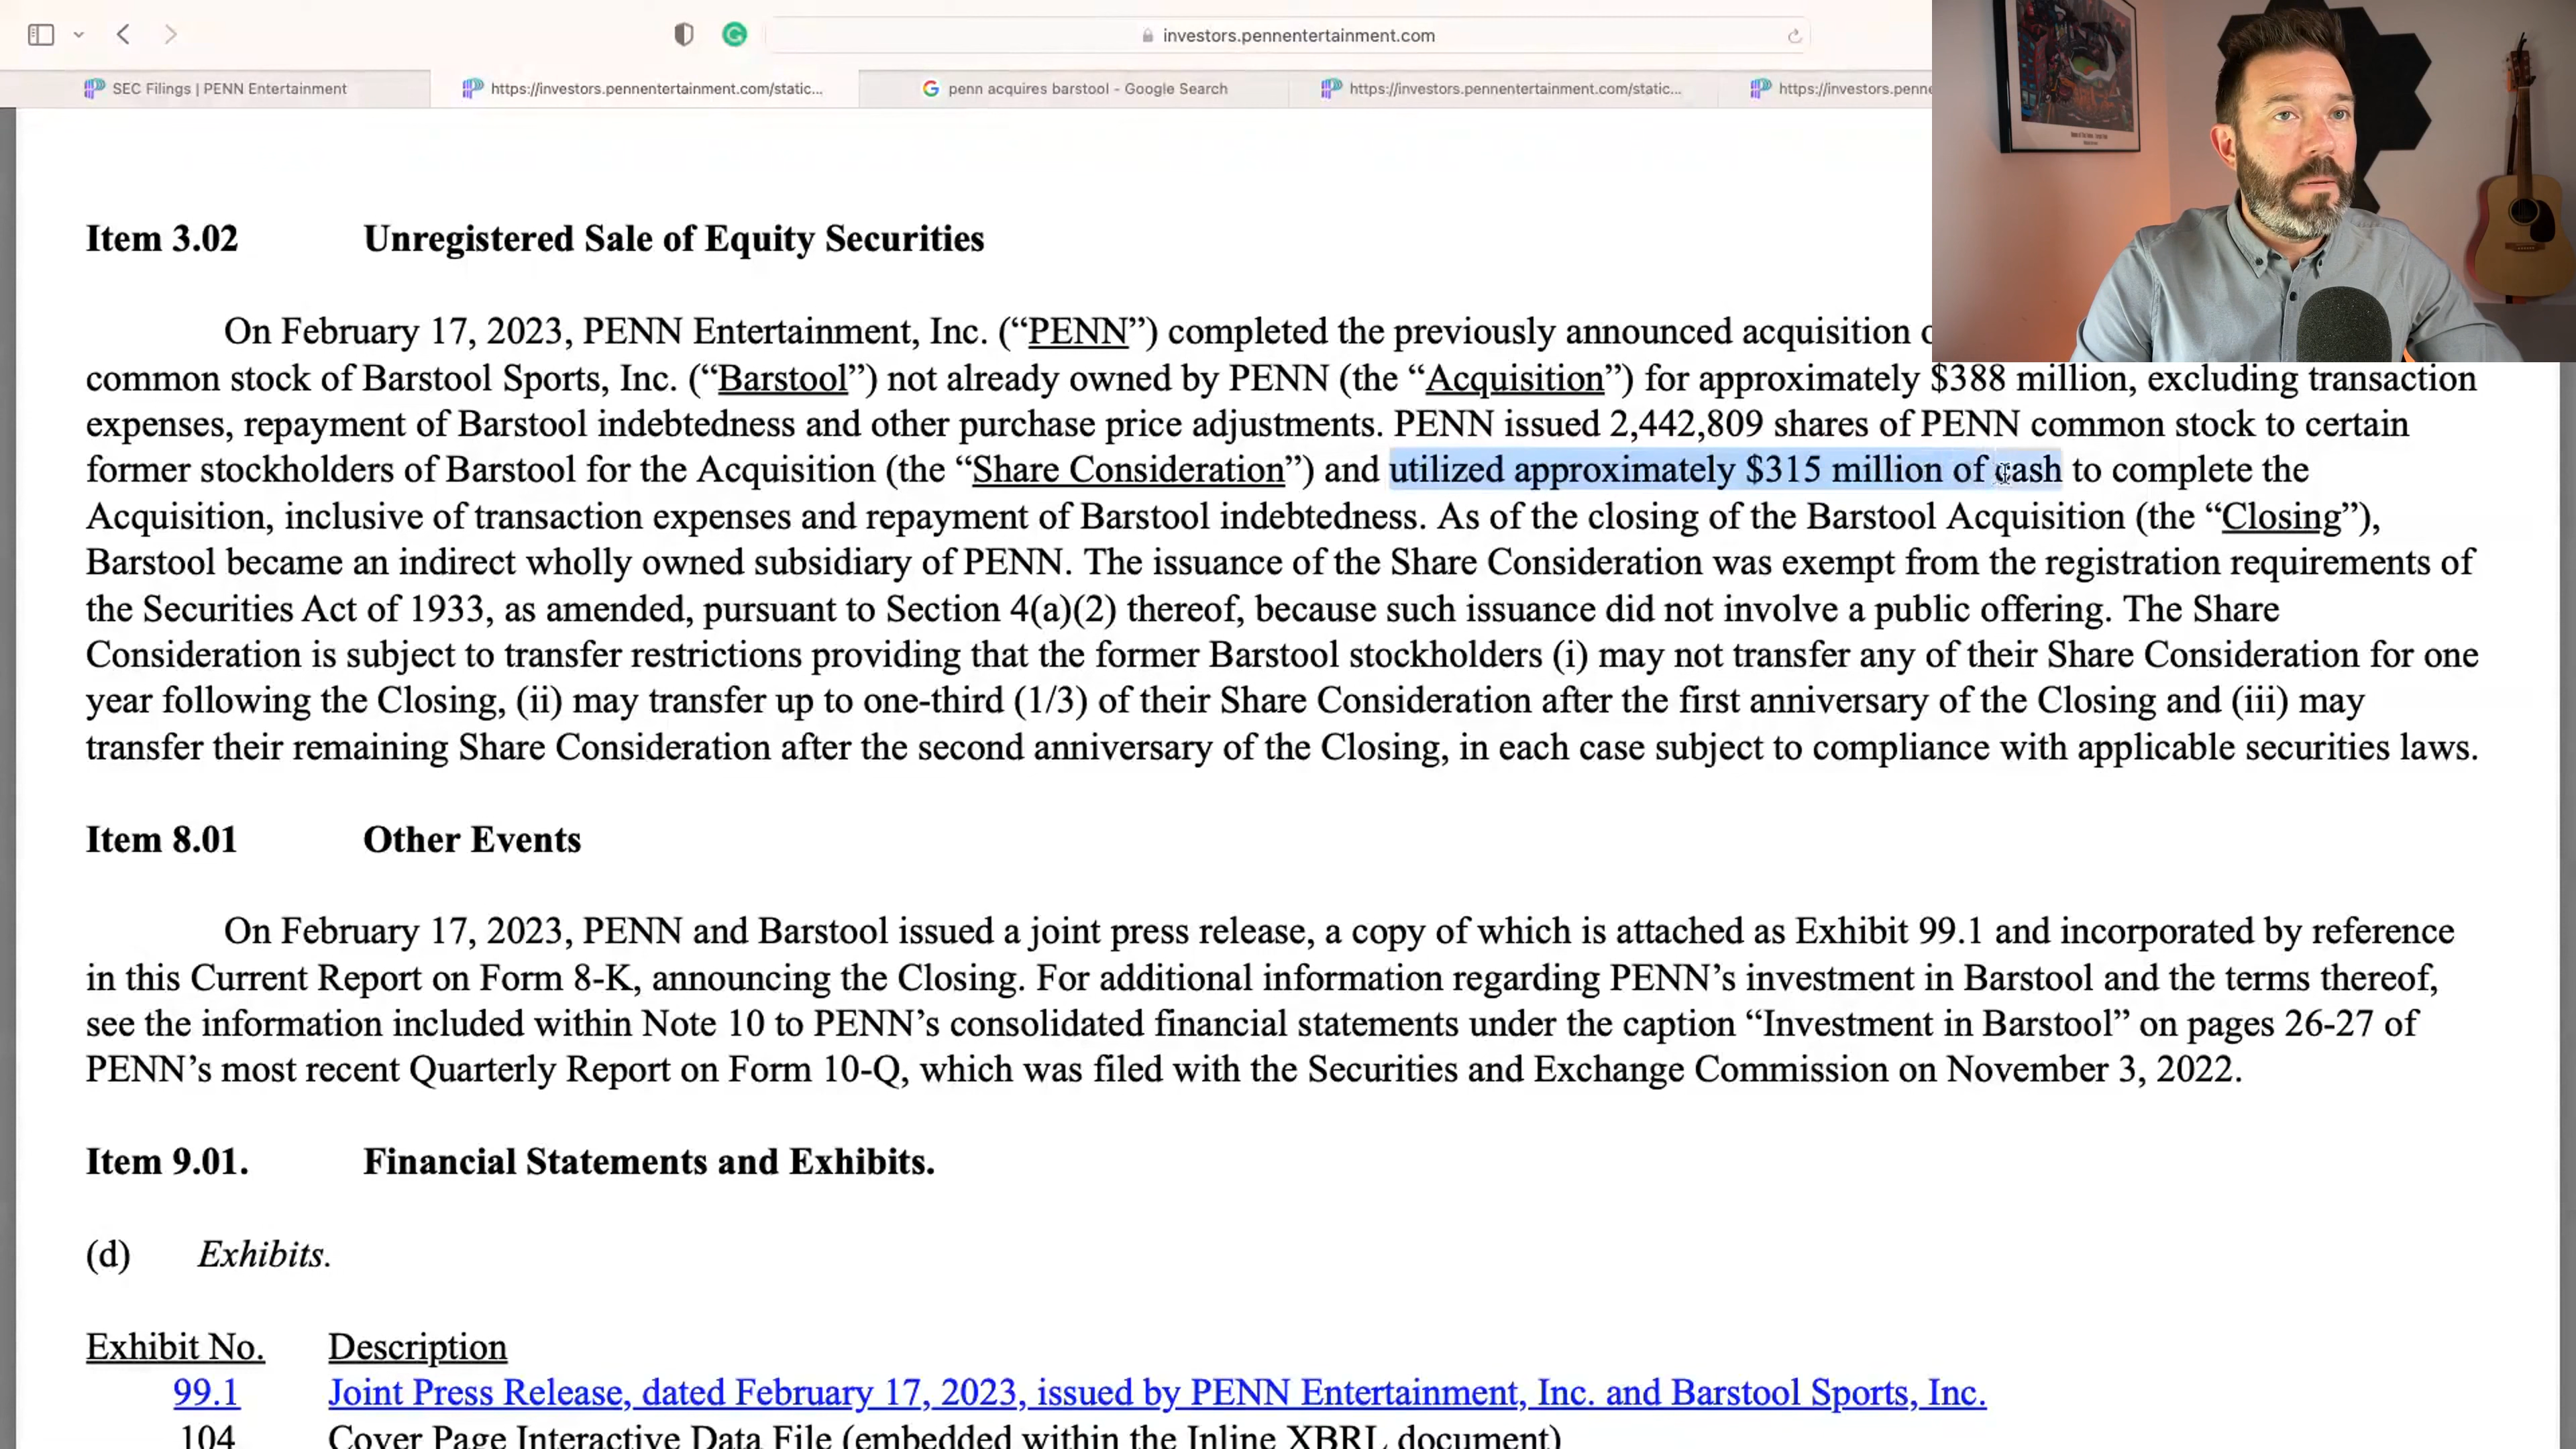 investors.pennentertainment.com
SEC Filings | PENN Entertainment
https://investors.pennentertainment.com/static...
penn acquires barstool - Google Search
https://investors.pennentertainment.com/static...
https://investors.penne
Item 3.02 Unregistered Sale of Equity Securities
On February 17, 2023, PENN Entertainment, Inc. (“PENN”) completed the previously announced acquisition
common stock of Barstool Sports, Inc. (“Barstool”) not already owned by PENN (the “Acquisition”) for approximately $388 million, excluding transaction
expenses, repayment of Barstool indebtedness and other purchase price adjustments. PENN issued 2,442,809 shares of PENN common stock to certain
former stockholders of Barstool for the Acquisition (the “Share Consideration”) and utilized approximately $315 million of cash to complete the
Acquisition, inclusive of transaction expenses and repayment of Barstool indebtedness. As of the closing of the Barstool Acquisition (the “Closing”),
Barstool became an indirect wholly owned subsidiary of PENN. The issuance of the Share Consideration was exempt from the registration requirements of
the Securities Act of 1933, as amended, pursuant to Section 4(a)(2) thereof, because such issuance did not involve a public offering. The Share
Consideration is subject to transfer restrictions providing that the former Barstool stockholders (i) may not transfer any of their Share Consideration for one
year following the Closing, (ii) may transfer up to one-third (1/3) of their Share Consideration after the first anniversary of the Closing and (iii) may
transfer their remaining Share Consideration after the second anniversary of the Closing, in each case subject to compliance with applicable securities laws.
Item 8.01 Other Events
On February 17, 2023, PENN and Barstool issued a joint press release, a copy of which is attached as Exhibit 99.1 and incorporated by reference
in this Current Report on Form 8-K, announcing the Closing. For additional information regarding PENN’s investment in Barstool and the terms thereof,
see the information included within Note 10 to PENN’s consolidated financial statements under the caption “Investment in Barstool” on pages 26-27 of
PENN’s most recent Quarterly Report on Form 10-Q, which was filed with the Securities and Exchange Commission on November 3, 2022.
Item 9.01. Financial Statements and Exhibits.
(d) Exhibits.
Exhibit No. Description
99.1 Joint Press Release, dated February 17, 2023, issued by PENN Entertainment, Inc. and Barstool Sports, Inc.
104 Cover Page Interactive Data File (embedded within the Inline XBRL document)